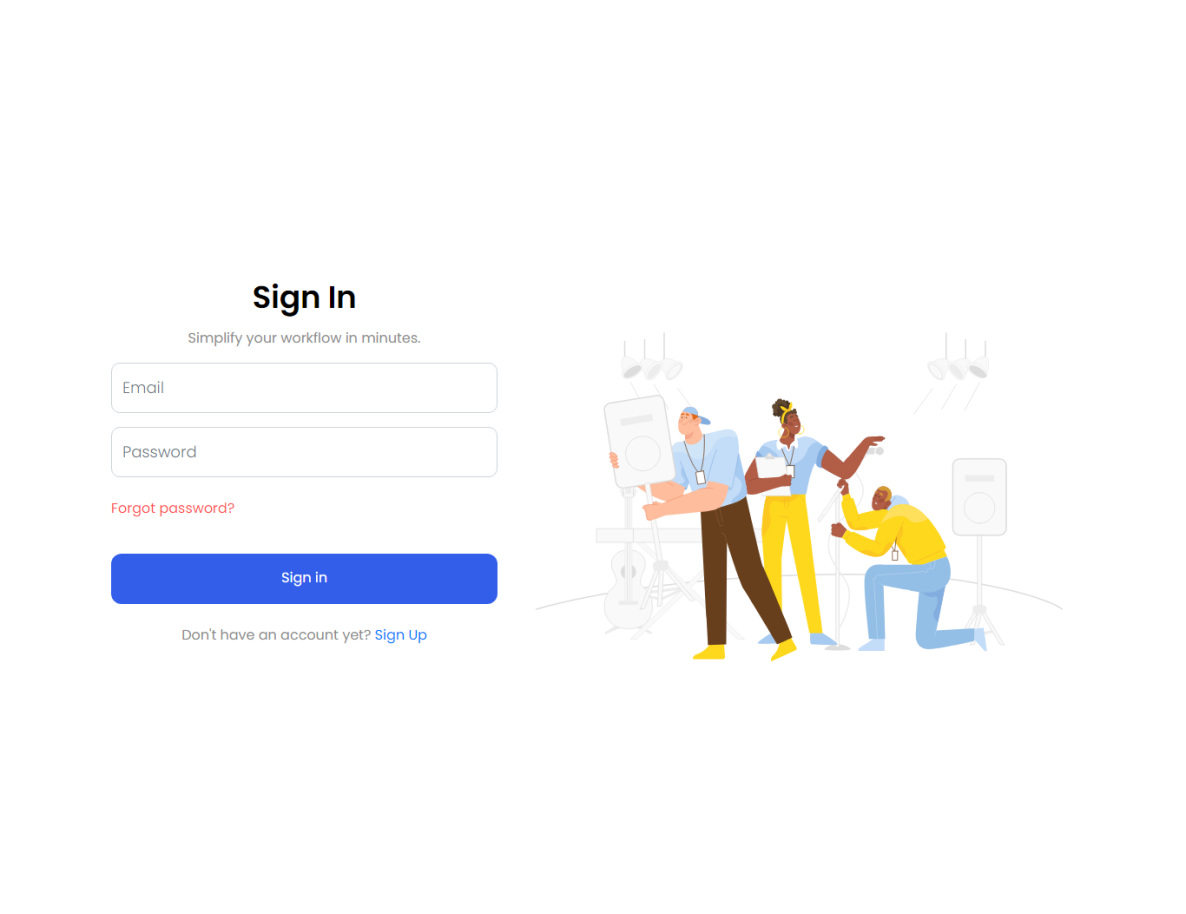 Sign In
Simplify your workflow in minutes.
Email
Password
Forgot password?
Sign in
Don't have an account yet? Sign Up